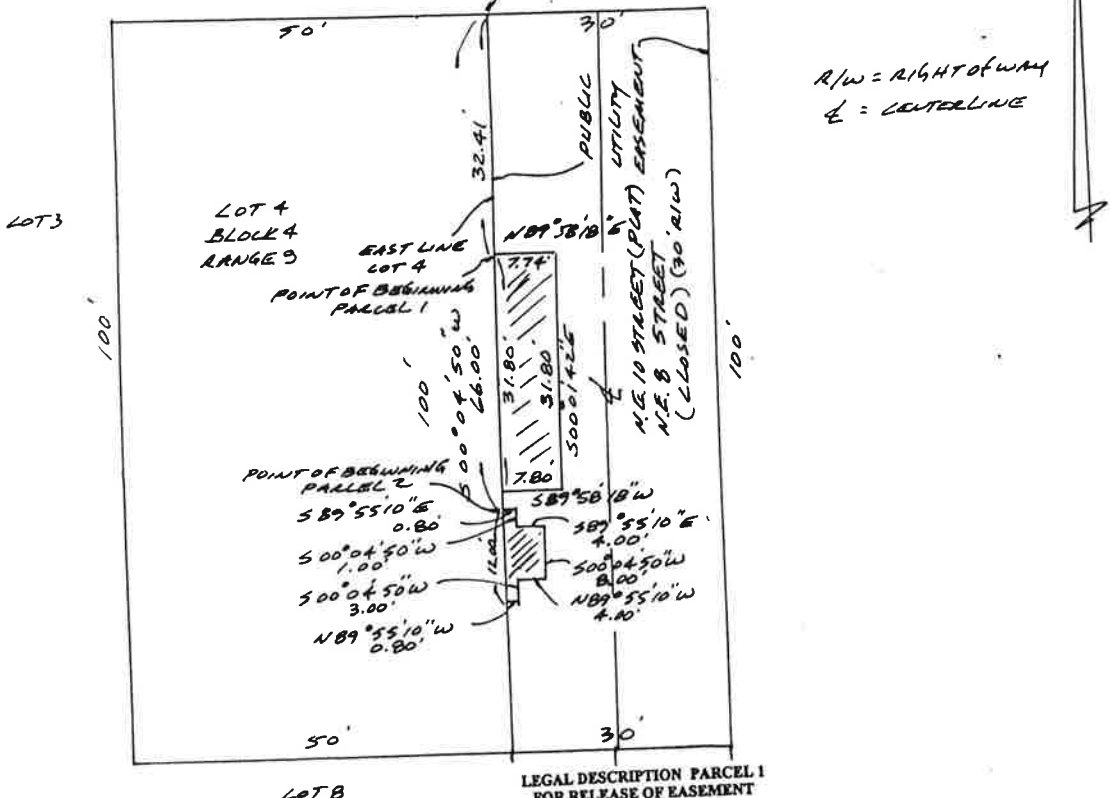 50'
30'
R/W = RIGHT OF WAY
℄ = CENTERLINE
32.41'
PUBLIC
UTILITY
EASEMENT
LOT 3
LOT 4
BLOCK 4
RANGE 3
EAST LINE
LOT 4
N89°58'18"E
7.74'
POINT OF BEGINNING
PARCEL 1
100'
100'
S00°04'50"W
66.00'
31.80'
31.80'
S00°01'42"E
℄
N.E. 10 STREET (PLAT)
N.E. 8 STREET
(CLOSED) (30' R/W)
100'
7.80'
POINT OF BEGINNING
PARCEL 2
S89°58'18"W
S89°55'10"E
0.80'
S89°55'10"E
4.00'
S00°04'50"W
1.00'
12.00'
S00°04'50"W
8.00'
S00°04'50"W
3.00'
N89°55'10"W
4.00'
N89°55'10"W
0.80'
50'
30'
LOT 8
LEGAL DESCRIPTION PARCEL 1
FOR RELEASE OF EASEMENT